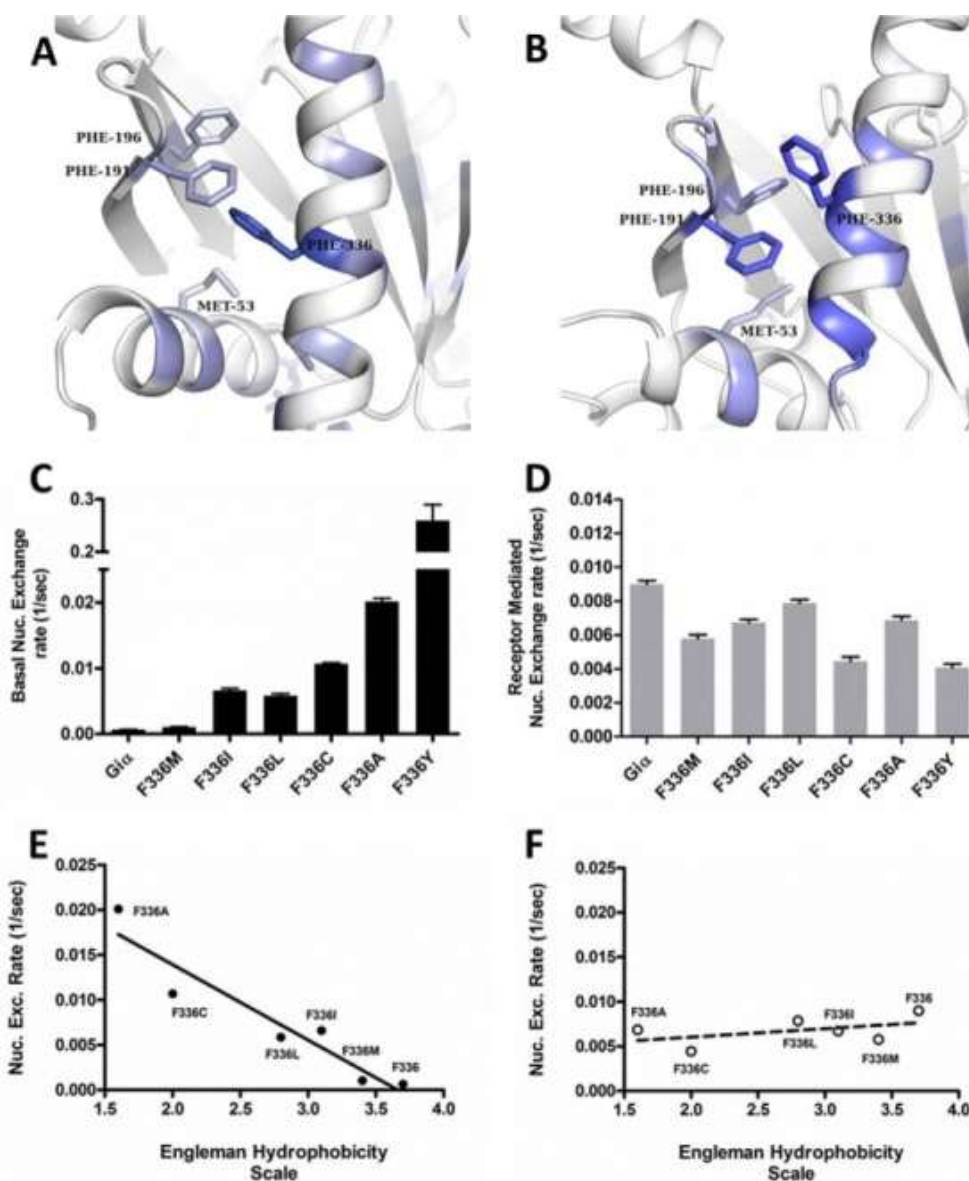 A
PHE-196
PHE-191
PHE-336
MET-53
B
PHE-196
PHE-191
PHE-336
MET-53
C
Basal Nuc. Exchange
rate (1/sec)
0.3
0.2
0.02
0.01
0.00
Giα
F336M
F336I
F336L
F336C
F336A
F336Y
D
Receptor Mediated
Nuc. Exchange rate (1/sec)
0.014
0.012
0.010
0.008
0.006
0.004
0.002
0.000
Giα
F336M
F336I
F336L
F336C
F336A
F336Y
E
Nuc. Exc. Rate (1/sec)
0.025
0.020
0.015
0.010
0.005
0.000
F336A
F336C
F336I
F336L
F336M
F336
1.5 2.0 2.5 3.0 3.5 4.0
Engleman Hydrophobicity
Scale
F
Nuc. Exc. Rate (1/sec)
0.025
0.020
0.015
0.010
0.005
0.000
F336A
F336C
F336L
F336I
F336M
F336
1.5 2.0 2.5 3.0 3.5 4.0
Engleman Hydrophobicity
Scale